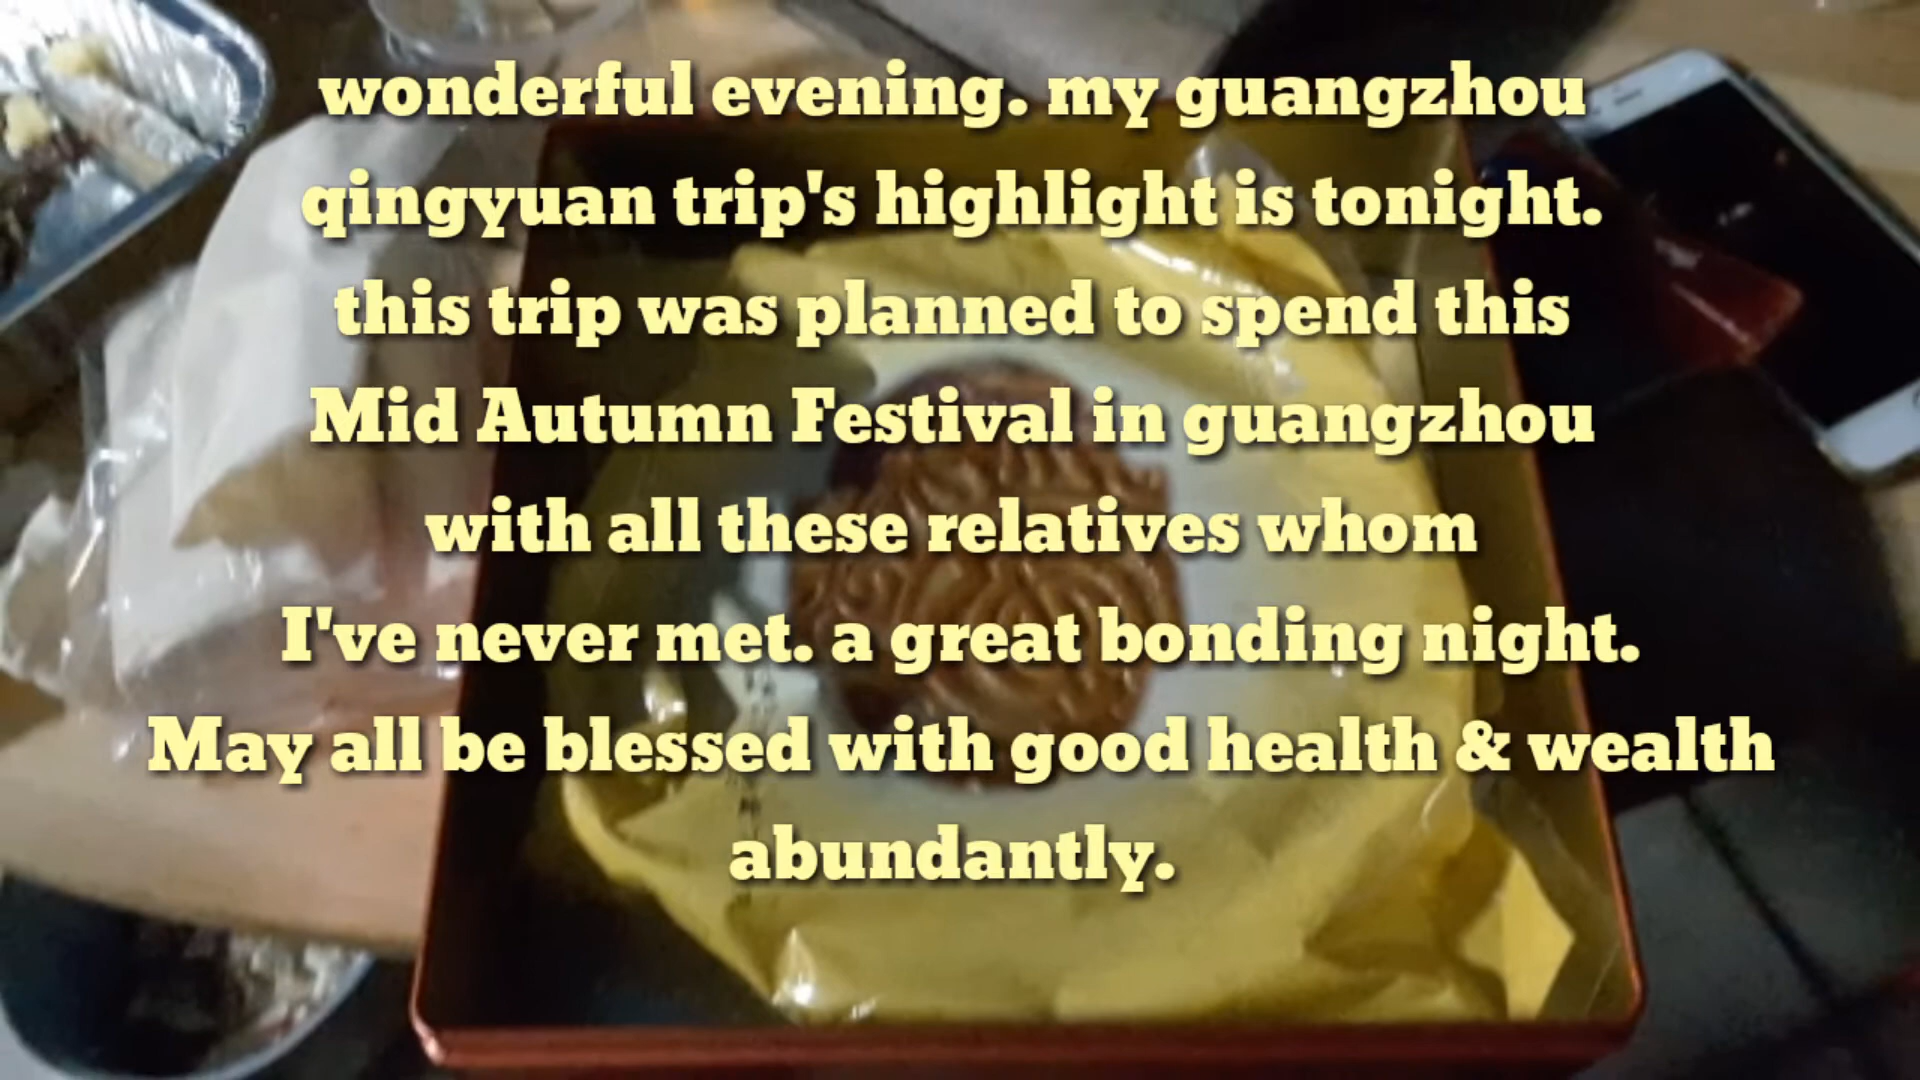 wonderful evening. my guangzhou
qingyuan trip's highlight is tonight.
this trip was planned to spend this
Mid Autumn Festival in guangzhou
with all these relatives whom
I've never met. a great bonding night.
May all be blessed with good health & wealth
abundantly.